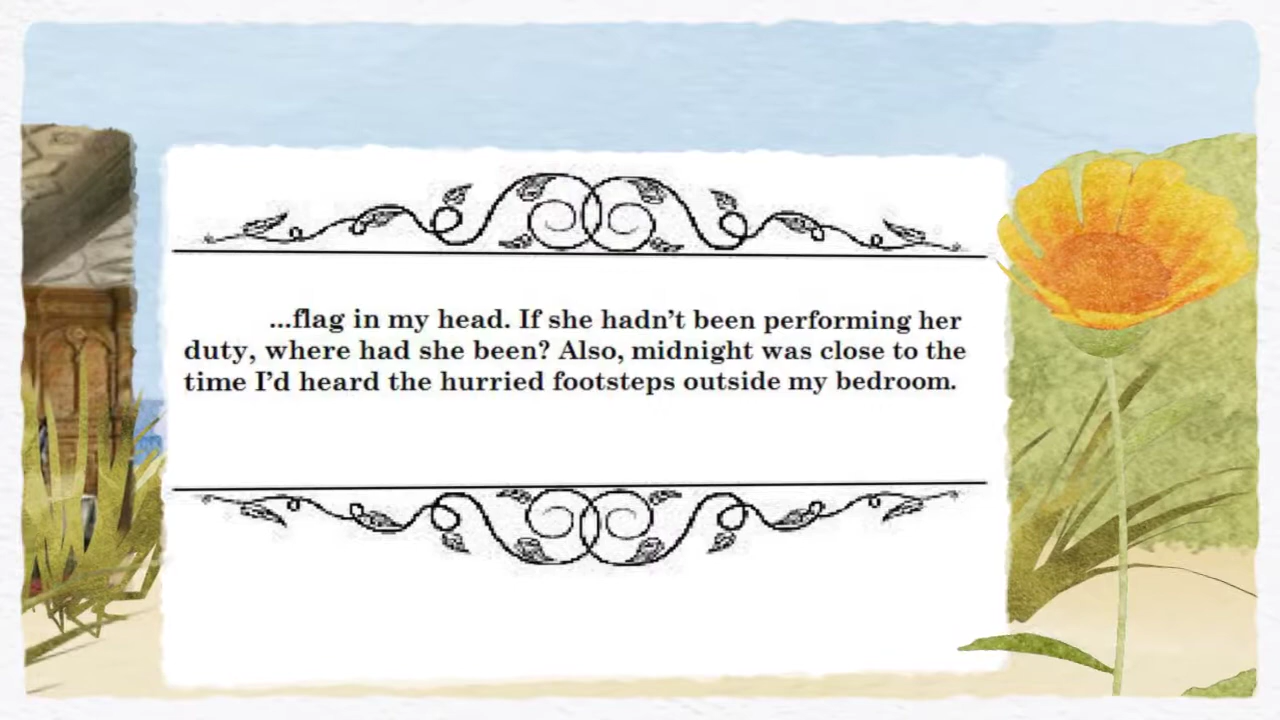 ...flag in my head. If she hadn’t been performing her
duty, where had she been? Also, midnight was close to the
time I’d heard the hurried footsteps outside my bedroom.